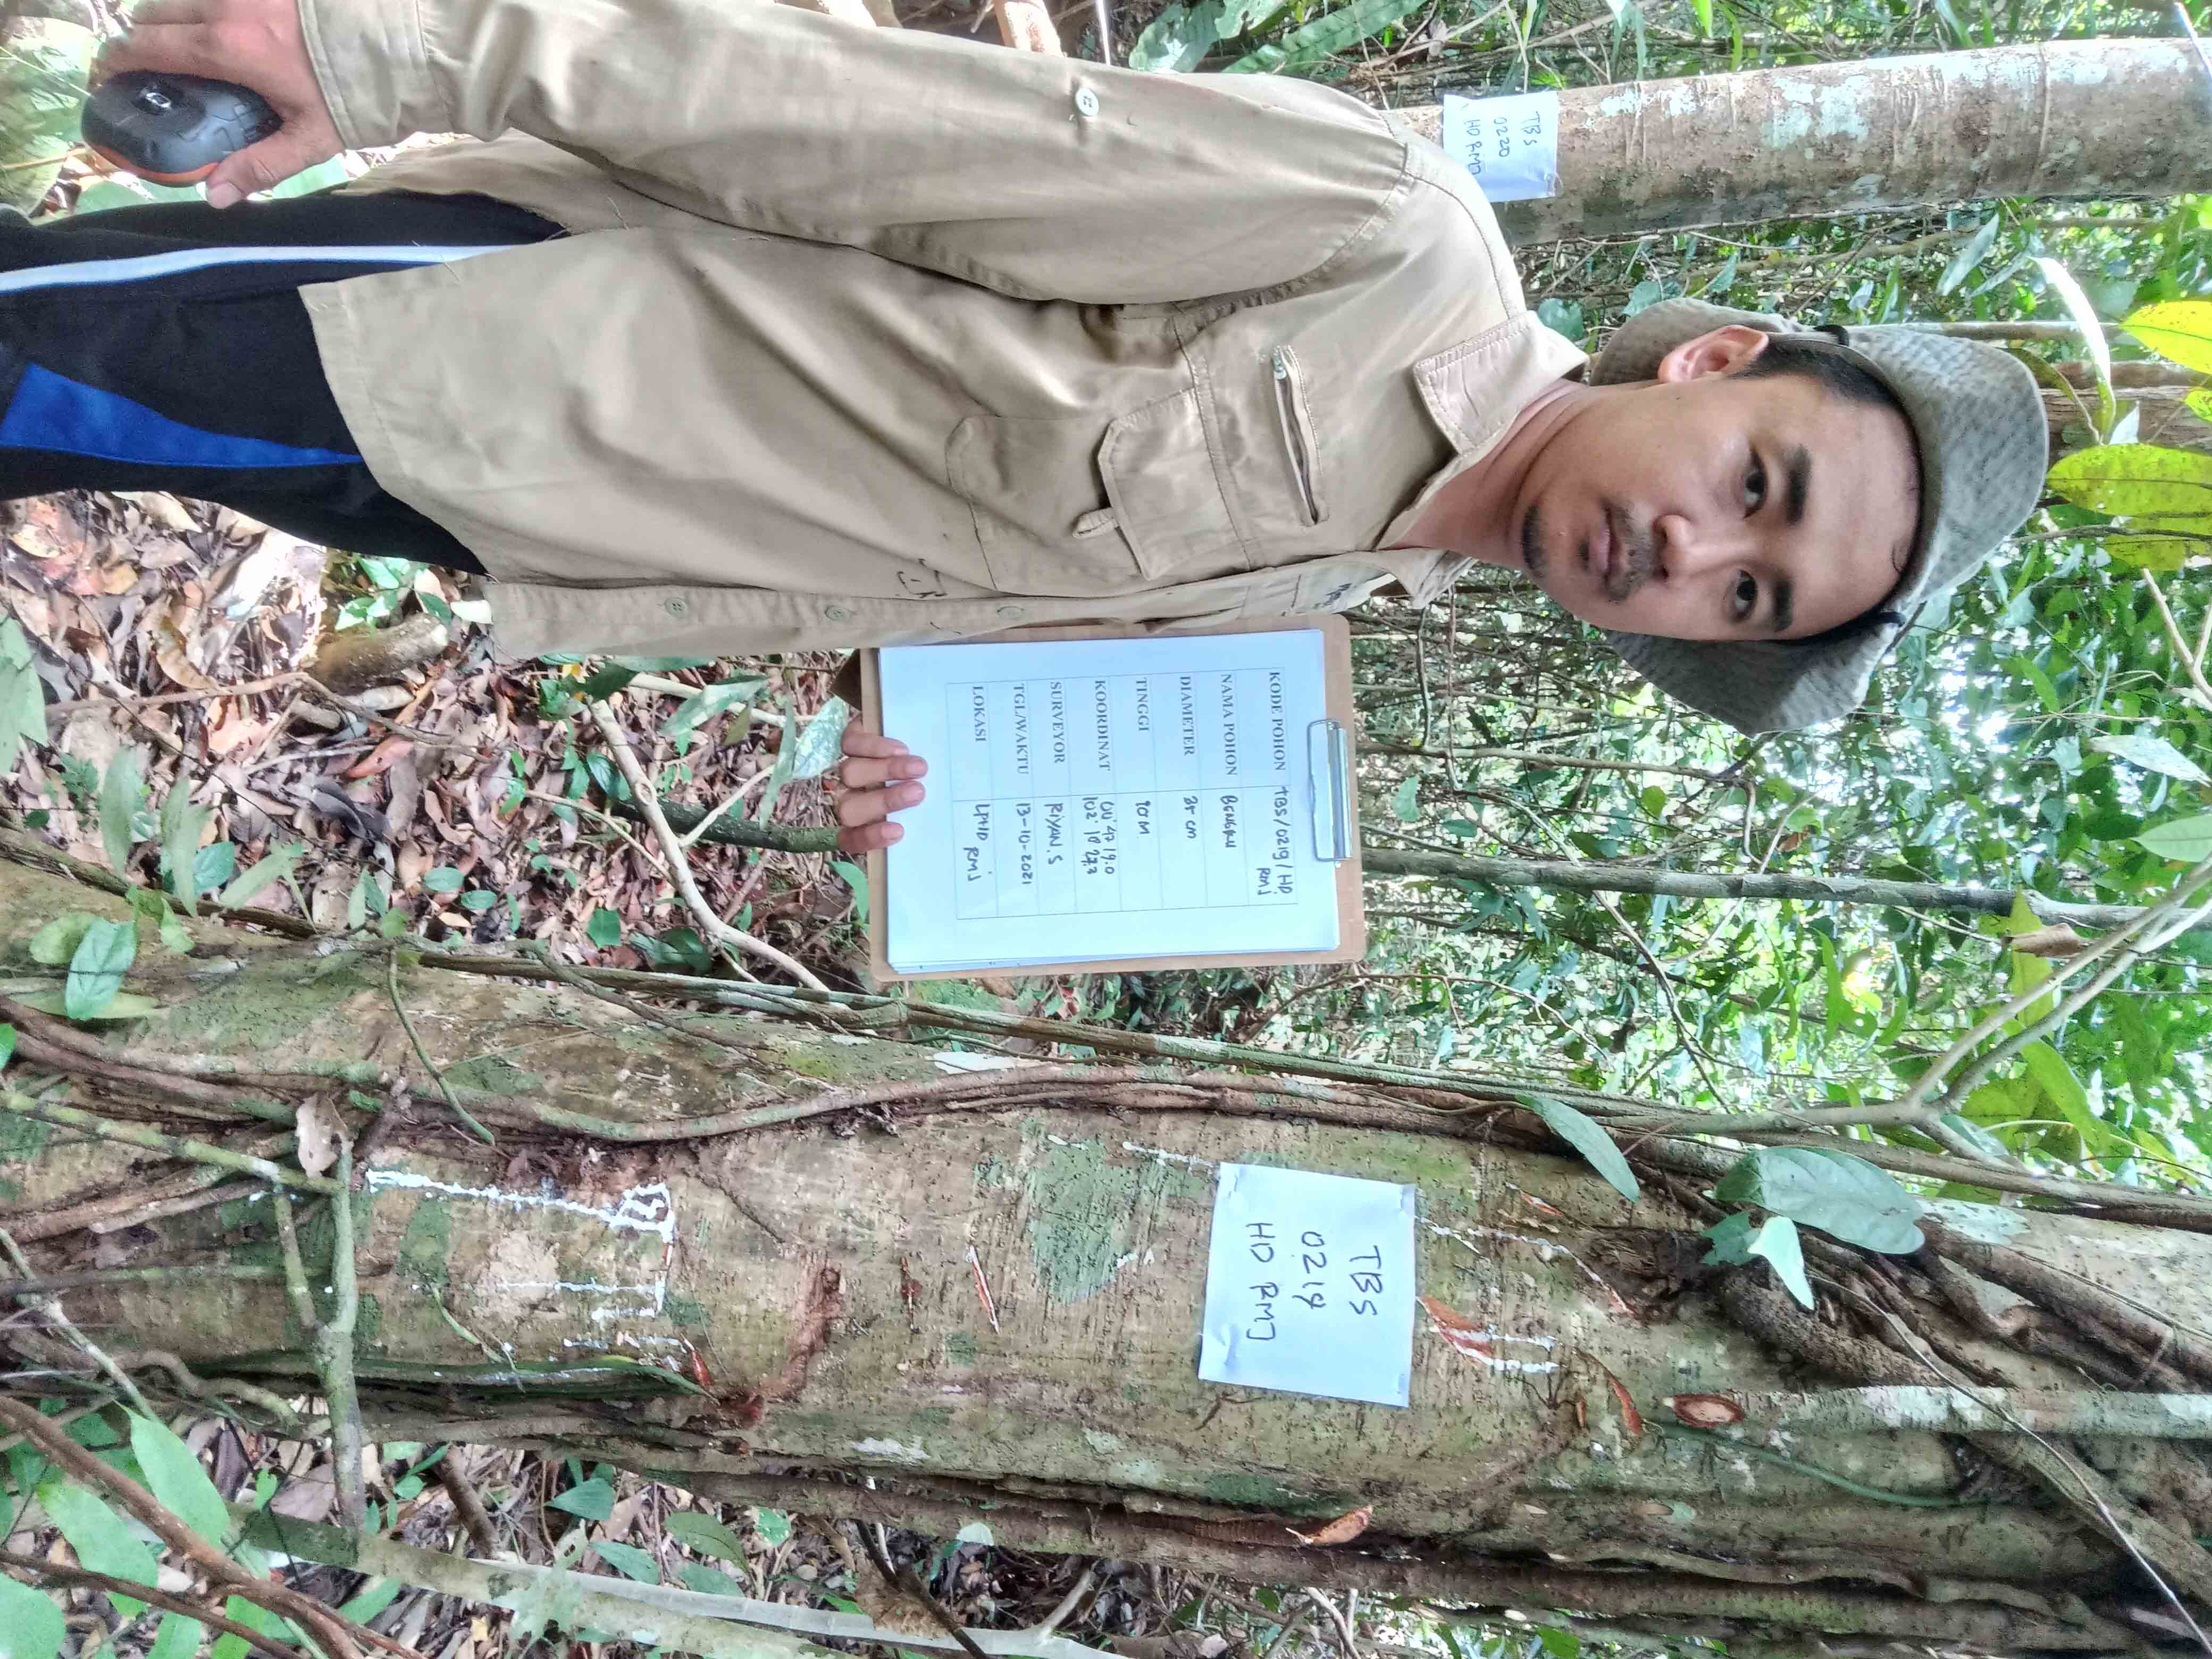 TBS
0220
HD RMJ
TBS
0219
HD RMJ
KODE POHON TBS/0219/HD
RMJ
NAMA POHON BENGKU
DIAMETER 35 cm
TINGGI 10 M
KOORDINAT 00° 47 19.0
102° 10 27.3
SURVEYOR RIYAN.S
TGL/WAKTU 13-10-2021
LOKASI LPHD
RMJ